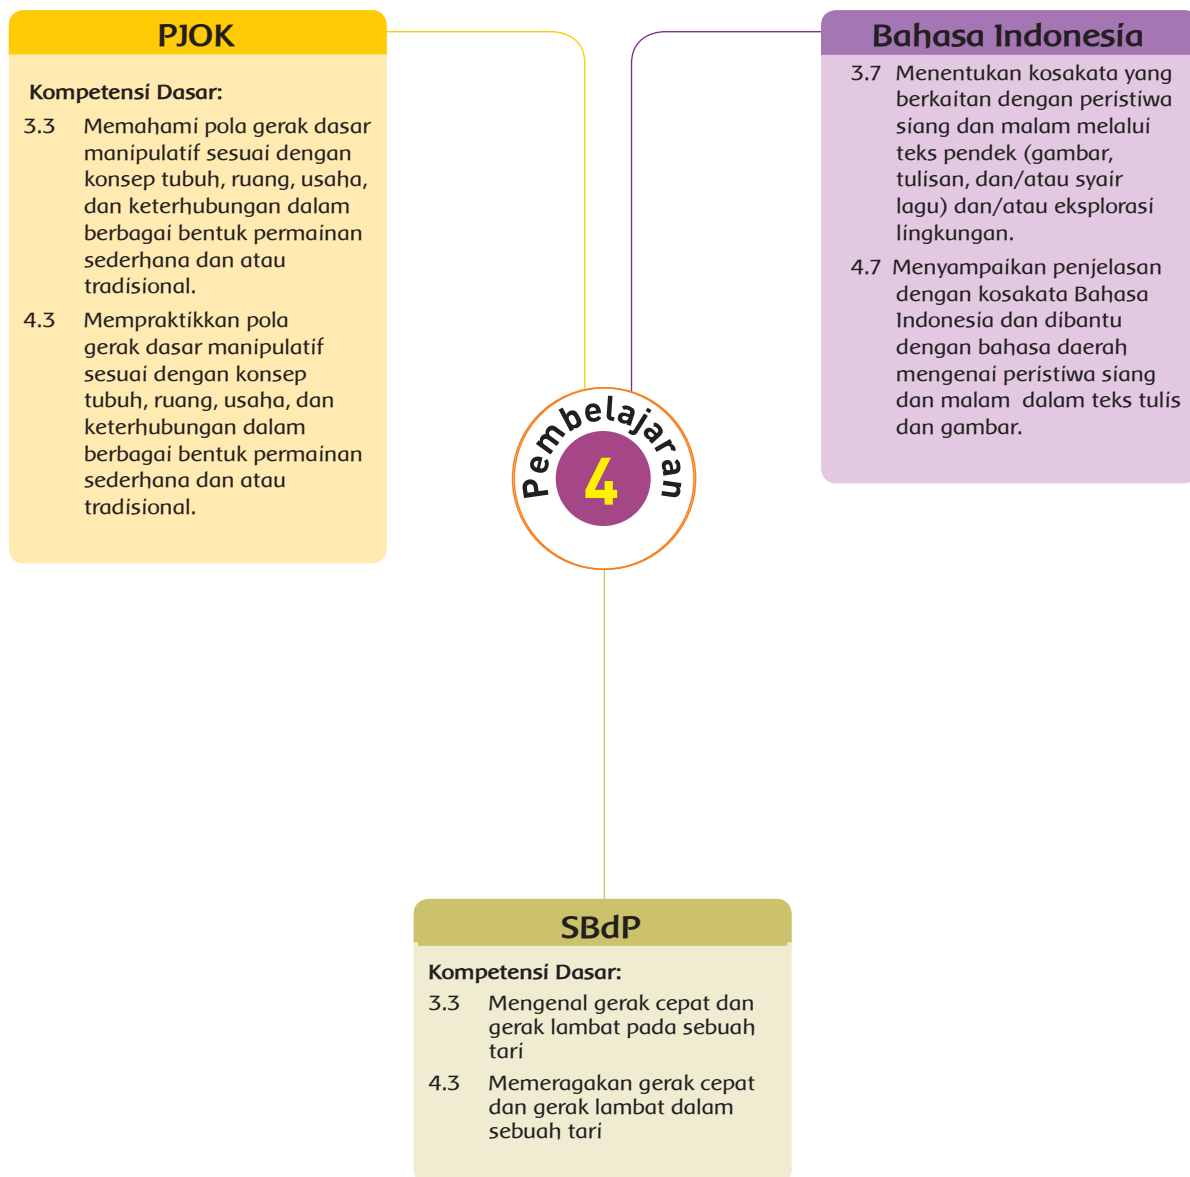 PJOK
Kompetensi Dasar:
3.3 Memahami pola gerak dasar
manipulatif sesuai dengan
konsep tubuh, ruang, usaha,
dan keterhubungan dalam
berbagai bentuk permainan
sederhana dan atau
tradisional.
4.3 Mempraktikkan pola
gerak dasar manipulatif
sesuai dengan konsep
tubuh, ruang, usaha, dan
keterhubungan dalam
berbagai bentuk permainan
sederhana dan atau
tradisional.
Bahasa Indonesia
3.7 Menentukan kosakata yang
berkaitan dengan peristiwa
siang dan malam melalui
teks pendek (gambar,
tulisan, dan/atau syair
lagu) dan/atau eksplorasi
lingkungan.
4.7 Menyampaikan penjelasan
dengan kosakata Bahasa
Indonesia dan dibantu
dengan bahasa daerah
mengenai peristiwa siang
dan malam dalam teks tulis
dan gambar.
Pembelajaran
4
SBdP
Kompetensi Dasar:
3.3 Mengenal gerak cepat dan
gerak lambat pada sebuah
tari
4.3 Memeragakan gerak cepat
dan gerak lambat dalam
sebuah tari